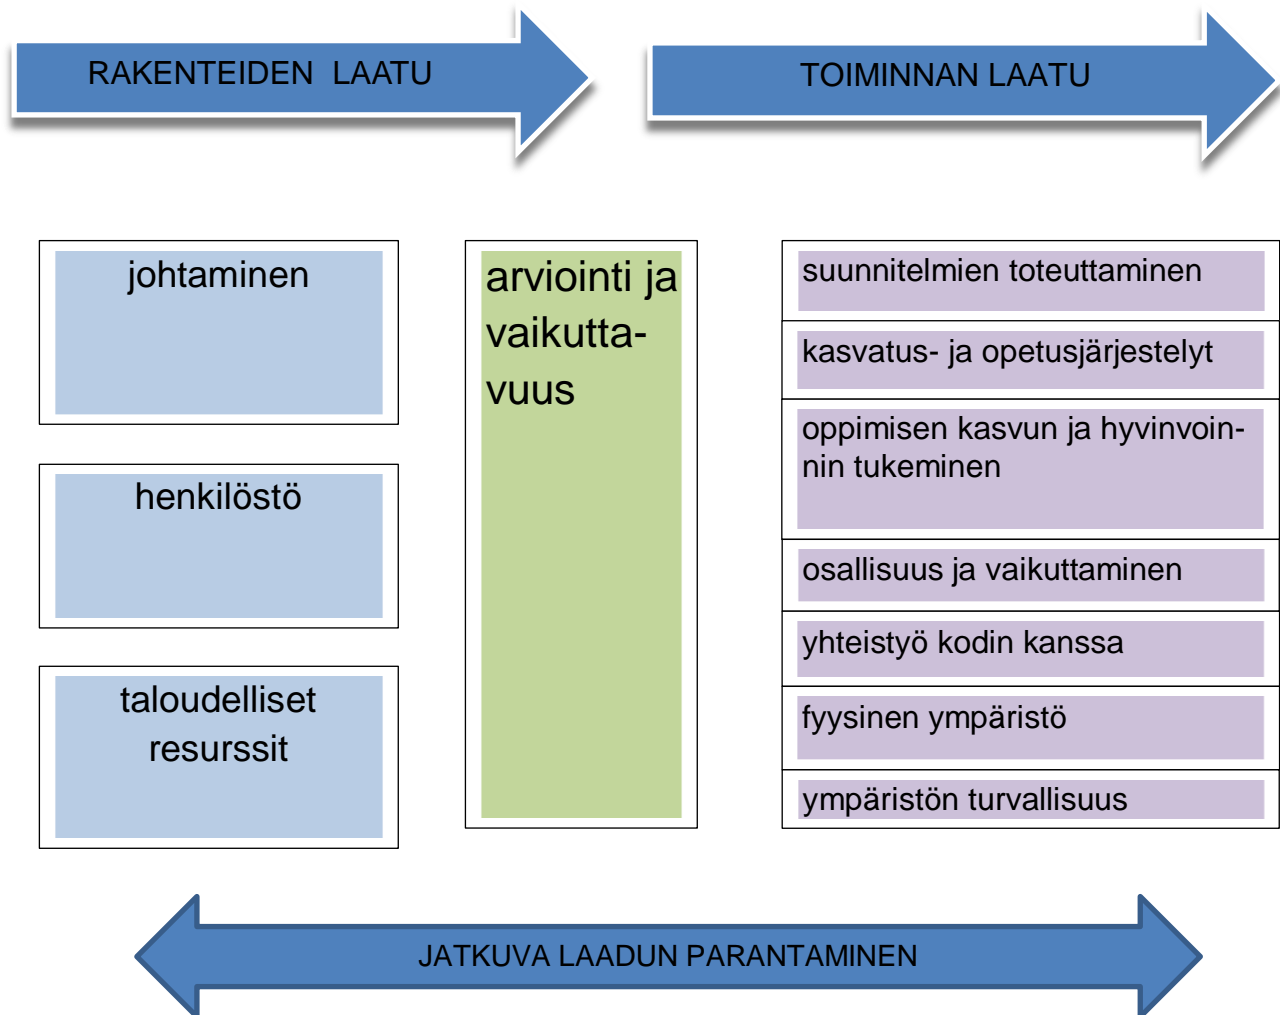 RAKENTEIDEN LAATU
TOIMINNAN LAATU
johtaminen
henkilöstö
taloudelliset
resurssit
arviointi ja
vaikutta-
vuus
suunnitelmien toteuttaminen
kasvatus- ja opetusjärjestelyt
oppimisen kasvun ja hyvinvoin-
nin tukeminen
osallisuus ja vaikuttaminen
yhteistyö kodin kanssa
fyysinen ympäristö
ympäristön turvallisuus
JATKUVA LAADUN PARANTAMINEN